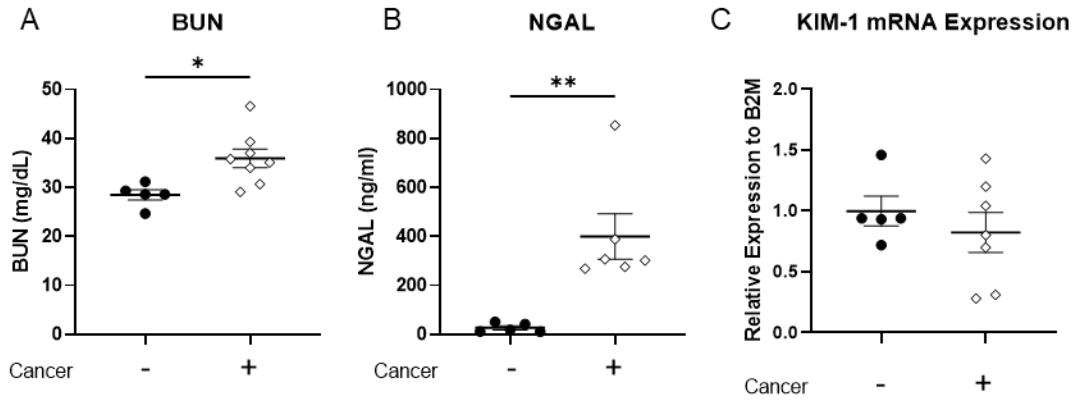 A
BUN
*
BUN (mg/dL)
50
40
30
20
10
0
Cancer - +
B
NGAL
**
NGAL (ng/ml)
1000
800
600
400
200
0
Cancer - +
C
KIM-1 mRNA Expression
Relative Expression to B2M
2.0
1.5
1.0
0.5
0.0
Cancer - +